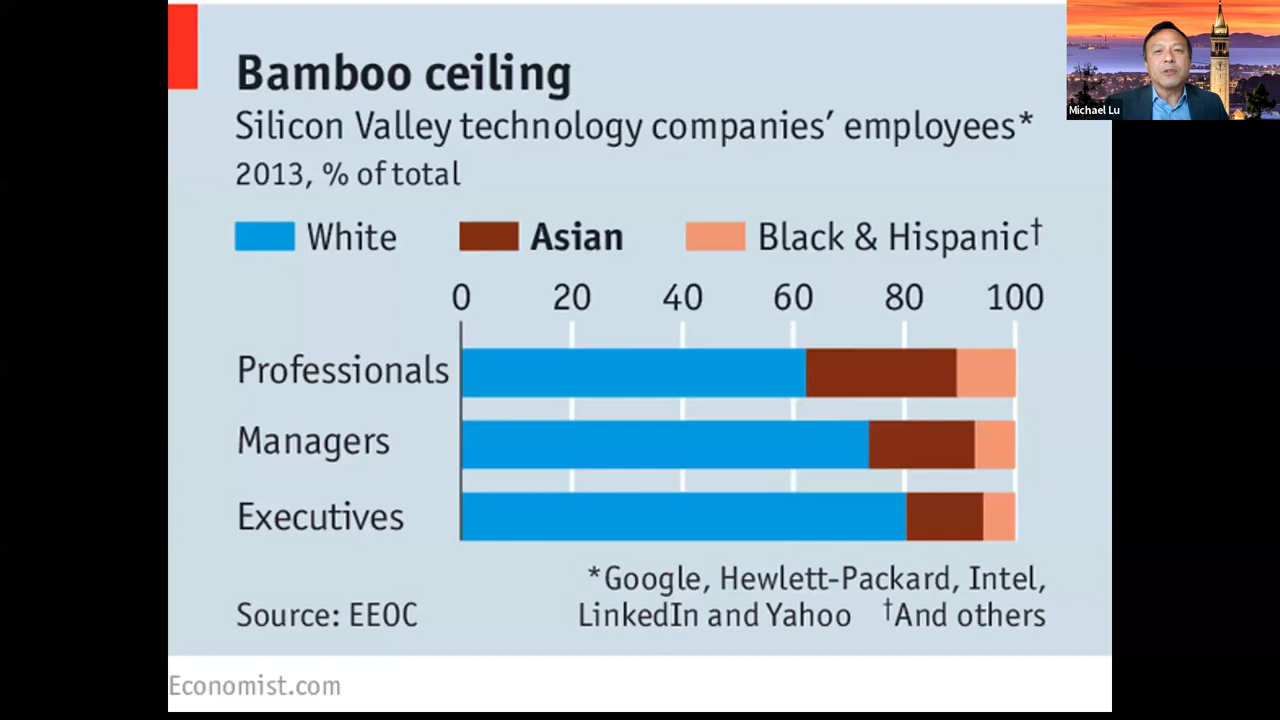 Bamboo ceiling
Silicon Valley technology companies’ employees*
2013, % of total
White Asian Black & Hispanic†
0 20 40 60 80 100
Professionals
Managers
Executives
*Google, Hewlett-Packard, Intel,
Source: EEOC LinkedIn and Yahoo †And others
Economist.com
Michael Lu